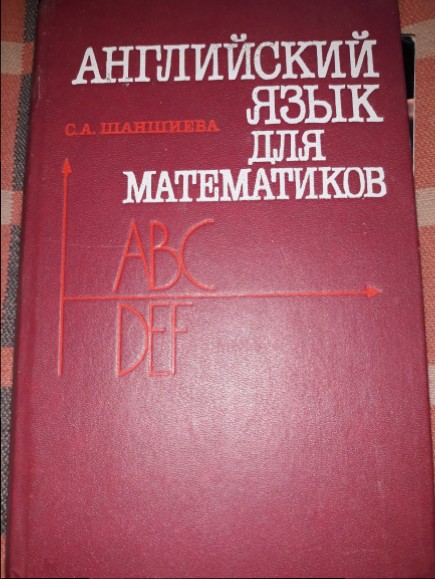 АНГЛИЙСКИЙ
ЯЗЫК
С.А. ШАНШИЕВА
ДЛЯ
МАТЕМАТИКОВ
ABC
DEF